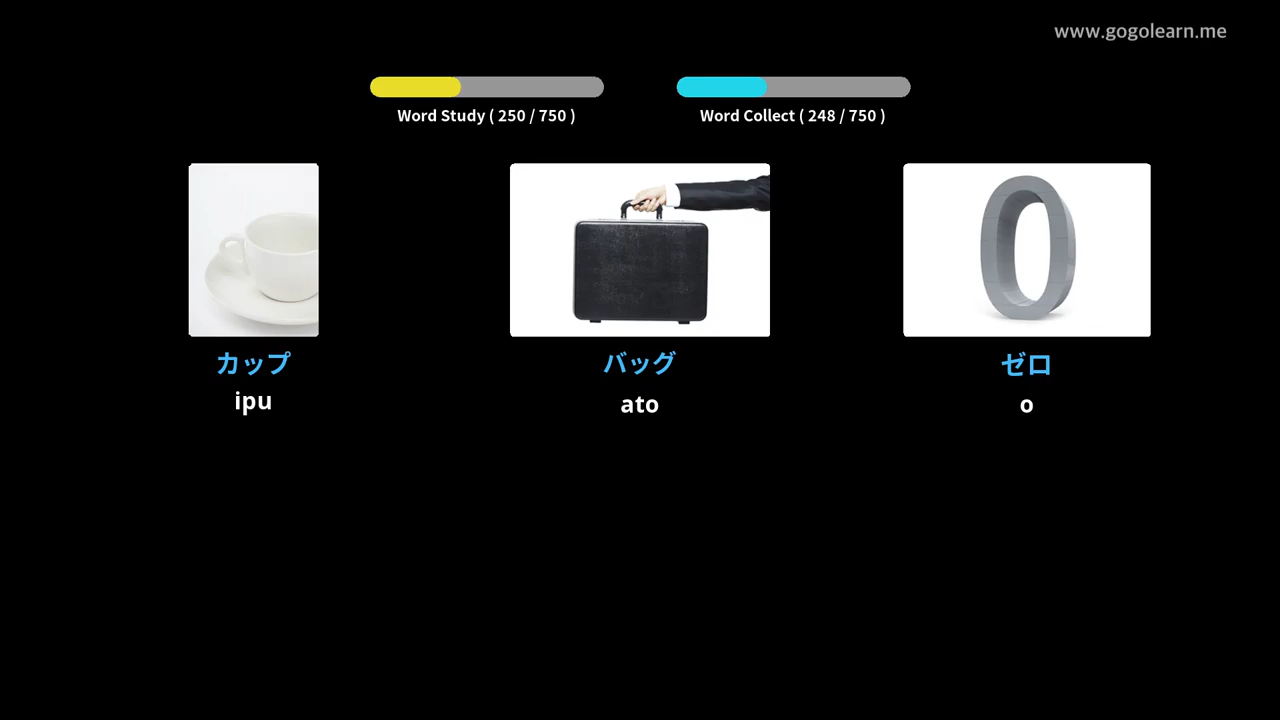 www.gogolearn.me
Word Study ( 250 / 750 )
Word Collect ( 248 / 750 )
カップ
バッグ
ゼロ
ipu
ato
o